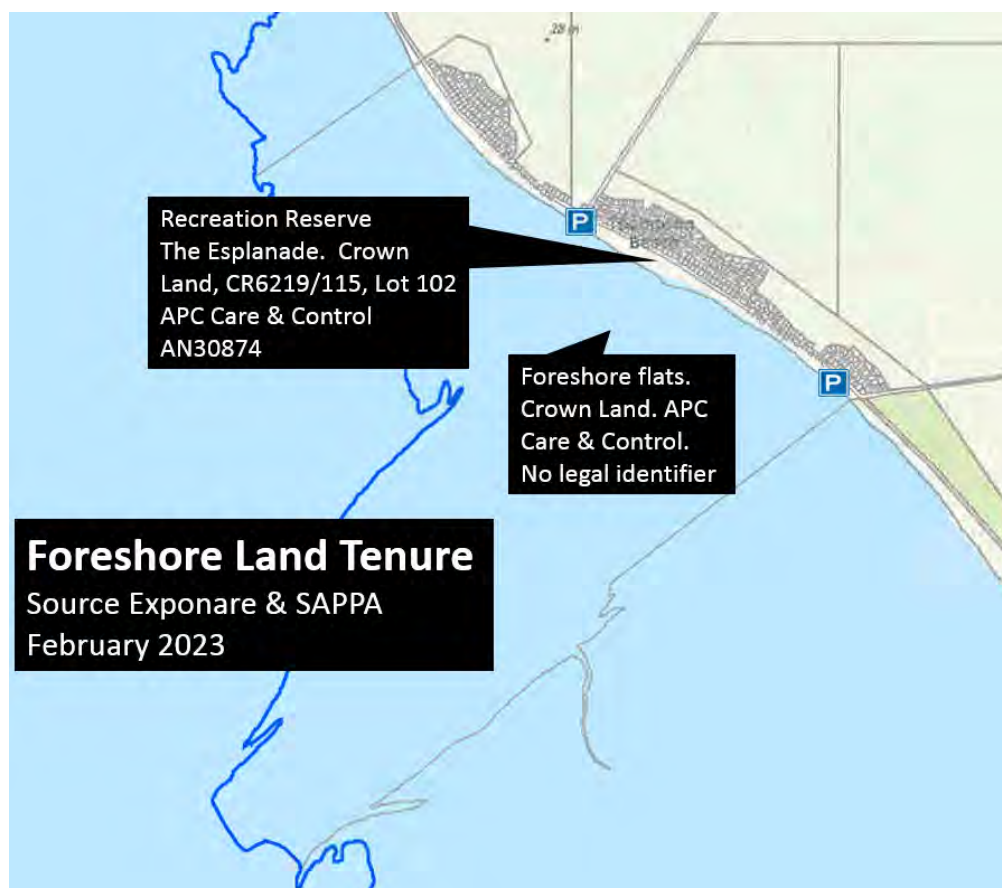 28 m
P
Recreation Reserve
The Esplanade. Crown
Land, CR6219/115, Lot 102
APC Care & Control
AN30874
P
Foreshore flats.
Crown Land. APC
Care & Control.
No legal identifier
Foreshore Land Tenure
Source Exponare & SAPPA
February 2023